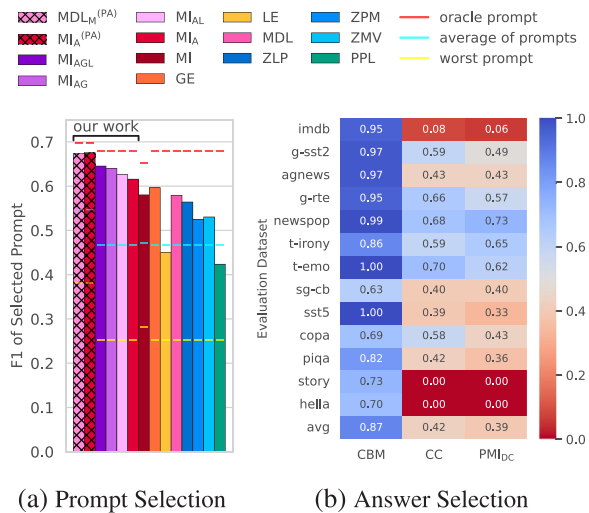 MDL_M^(PA) MI_AL LE ZPM oracle prompt
MI_A^(PA) MI_A MDL ZMV average of prompts
MI_AGL MI ZLP PPL worst prompt
MI_AG GE
our work
0.7
0.6
0.5
0.4
0.3
0.2
0.1
0.0
F1 of Selected Prompt
(a) Prompt Selection
Evaluation Dataset
imdb 0.95 0.08 0.06
g-sst2 0.97 0.59 0.49
agnews 0.97 0.43 0.43
g-rte 0.95 0.66 0.57
newspop 0.99 0.68 0.73
t-irony 0.86 0.59 0.65
t-emo 1.00 0.70 0.62
sg-cb 0.63 0.40 0.40
sst5 1.00 0.39 0.33
copa 0.69 0.58 0.43
piqa 0.82 0.42 0.36
story 0.73 0.00 0.00
hella 0.70 0.00 0.00
avg 0.87 0.42 0.39
CBM CC PMI_DC
1.0
0.8
0.6
0.4
0.2
0.0
(b) Answer Selection